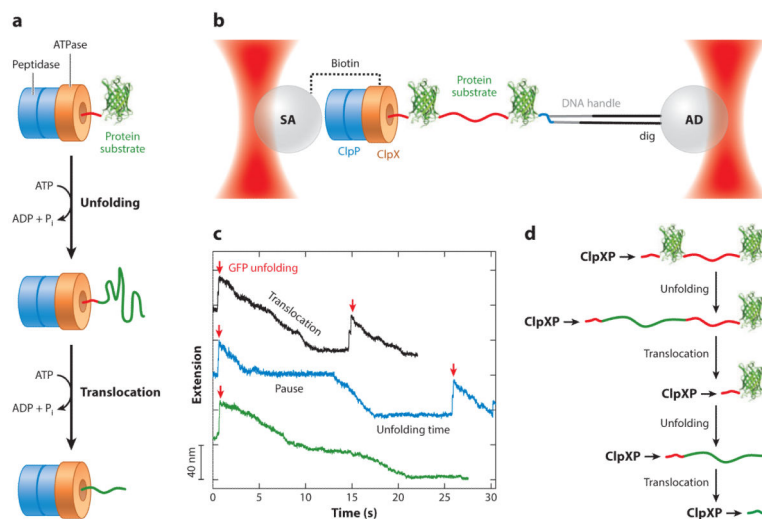 a
ATPase
Peptidase
Protein
substrate
ATP
Unfolding
ADP + Pi
ATP
Translocation
ADP + Pi
b
Biotin
Protein
substrate
DNA handle
SA
AD
ClpP
ClpX
dig
c
GFP unfolding
Translocation
Pause
Unfolding time
Extension
40 nm
0 5 10 15 20 25 30
Time (s)
d
ClpXP
Unfolding
ClpXP
Translocation
ClpXP
Unfolding
ClpXP
Translocation
ClpXP